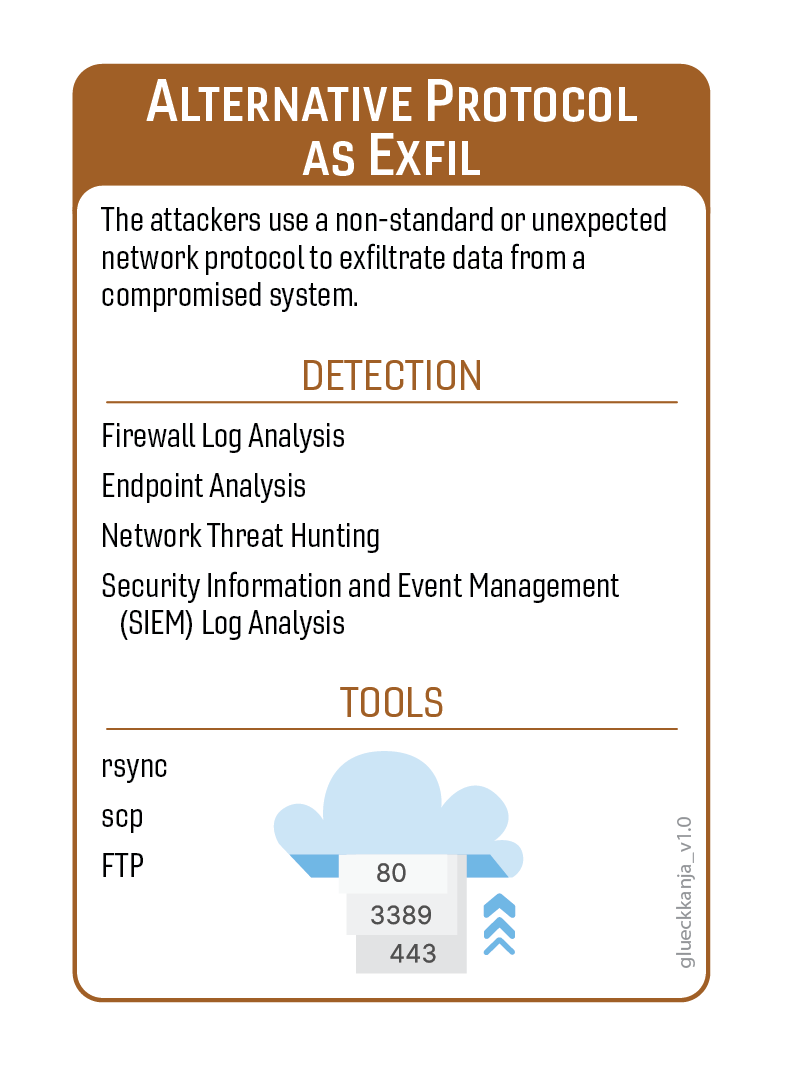 ALTERNATIVE PROTOCOL
AS EXFIL
The attackers use a non-standard or unexpected
network protocol to exfiltrate data from a
compromised system.
DETECTION
Firewall Log Analysis
Endpoint Analysis
Network Threat Hunting
Security Information and Event Management
(SIEM) Log Analysis
TOOLS
rsync
scp
FTP
80
3389
443
glueckkanja_v1.0